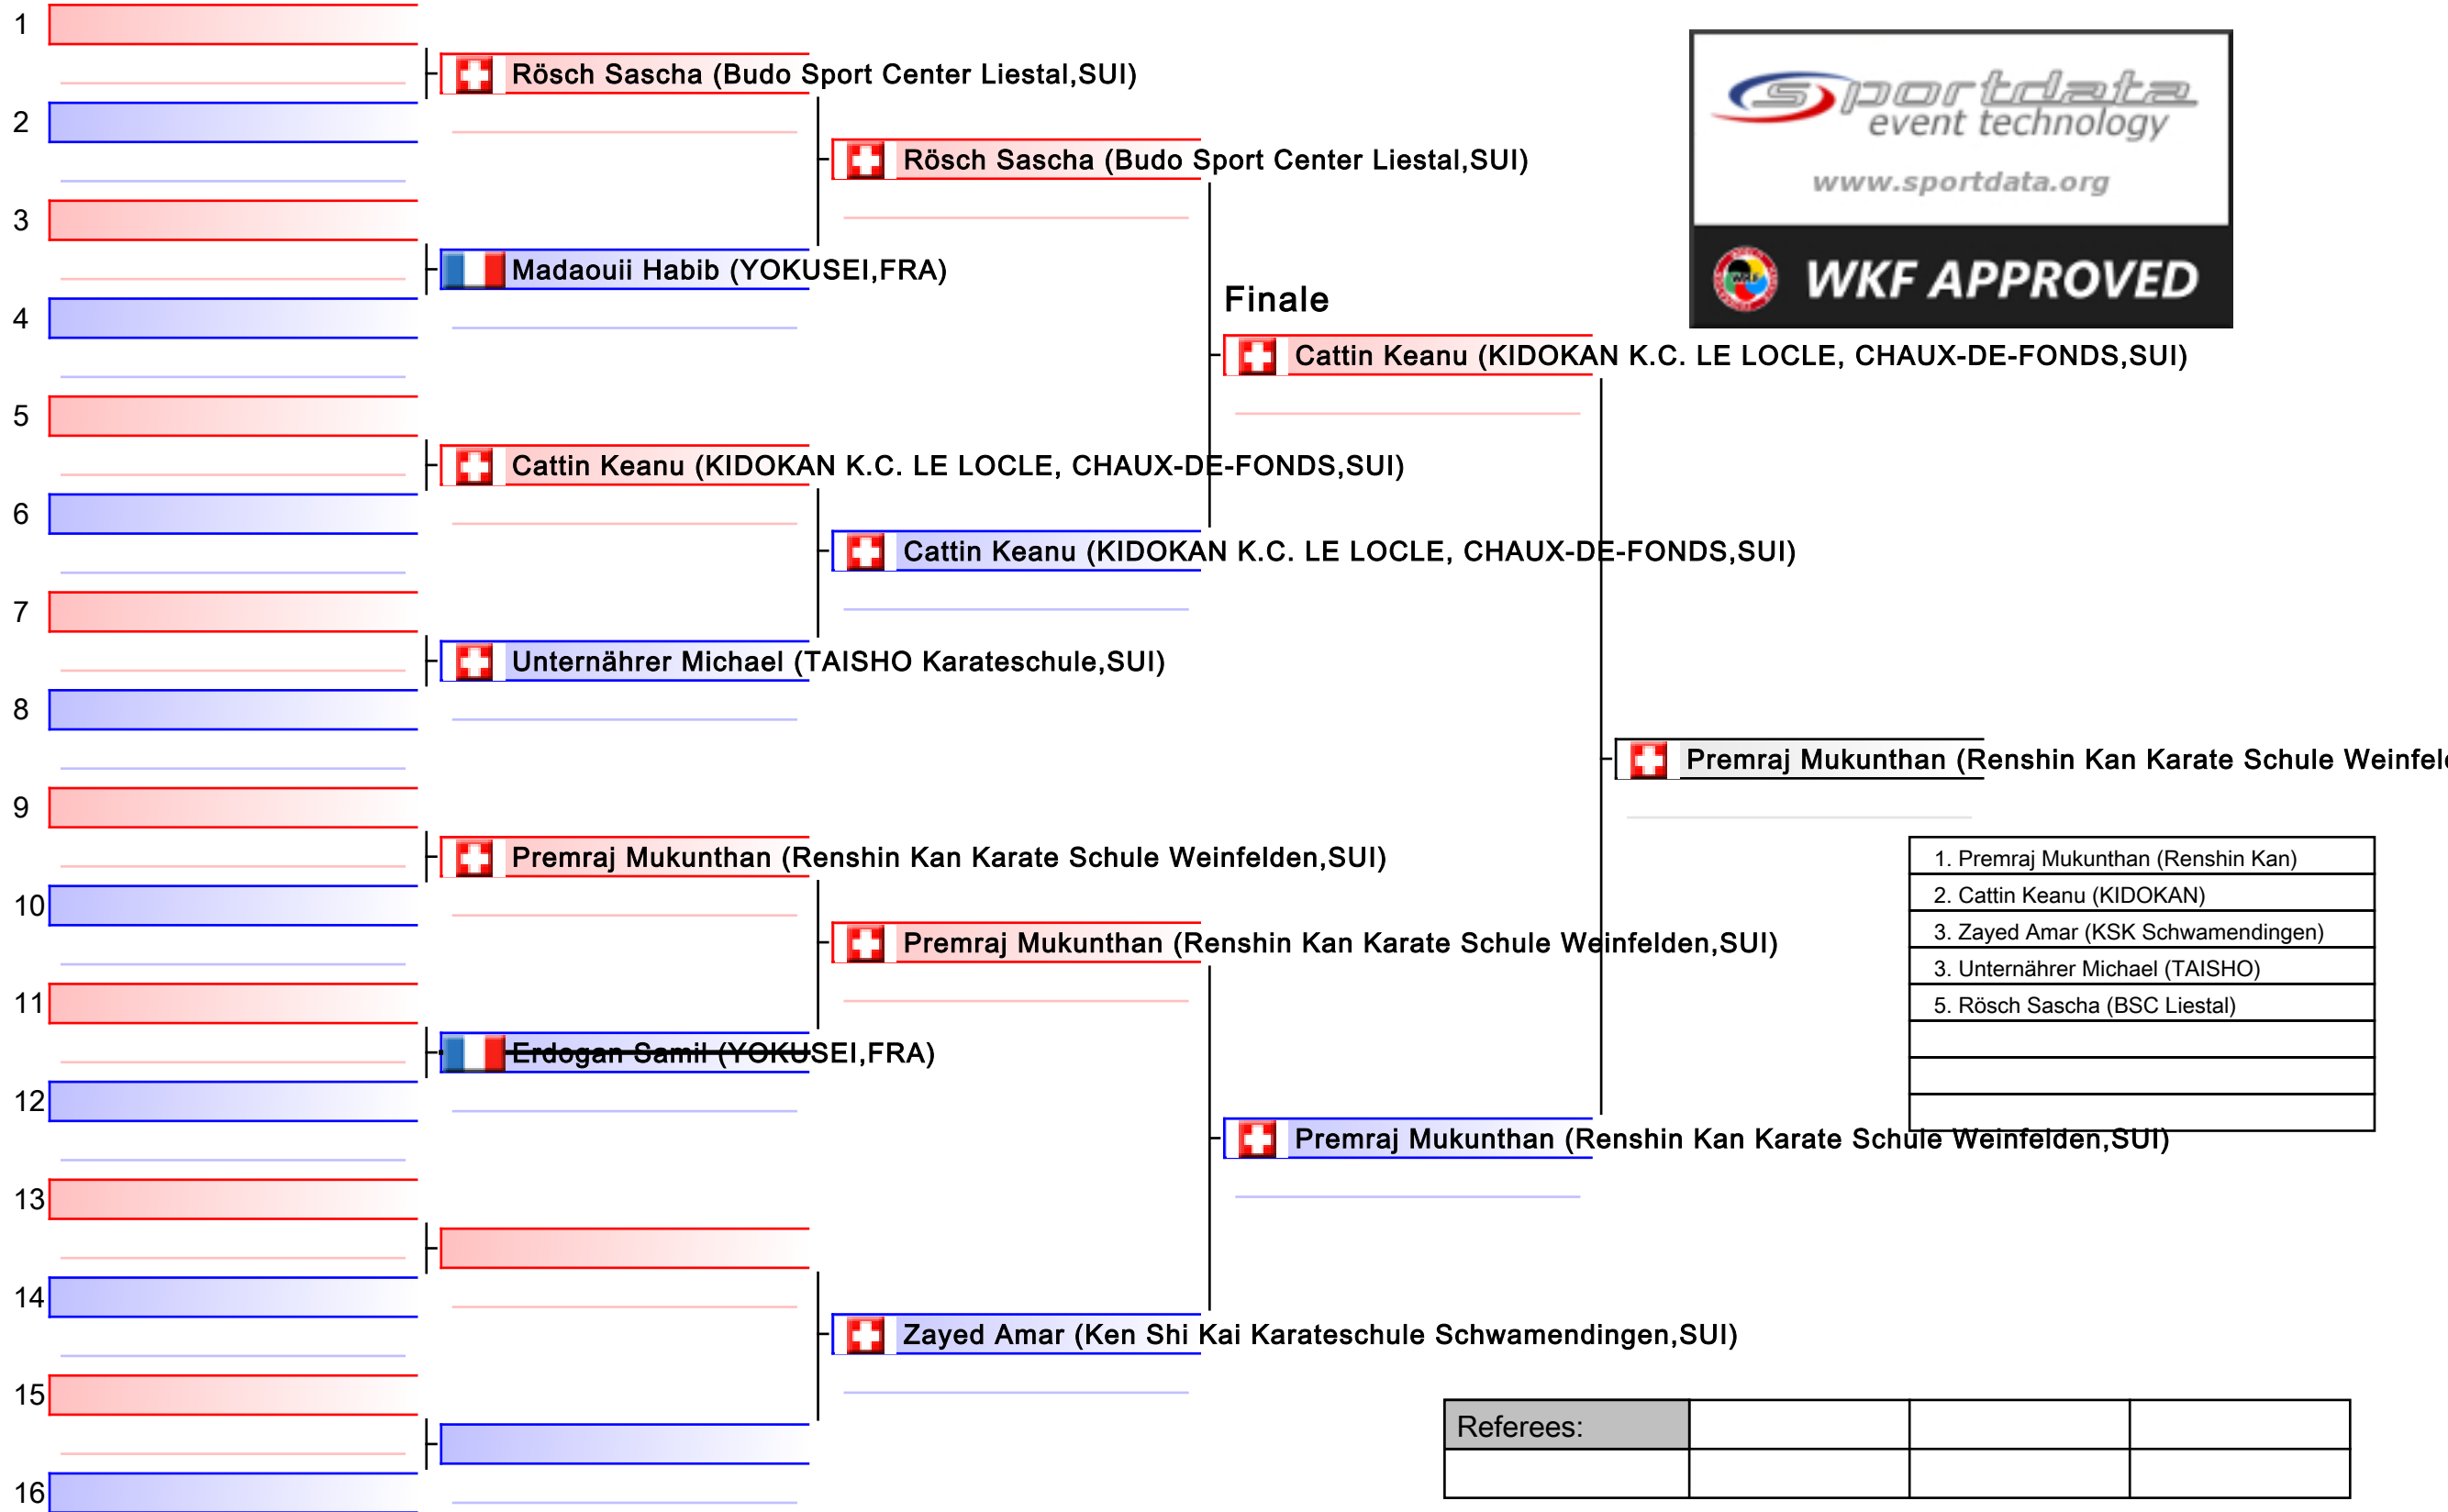 1
Rösch Sascha (Budo Sport Center Liestal,SUI)
2
Rösch Sascha (Budo Sport Center Liestal,SUI)
3
Madaouii Habib (YOKUSEI,FRA)
4
Finale
Cattin Keanu (KIDOKAN K.C. LE LOCLE, CHAUX-DE-FONDS,SUI)
5
Cattin Keanu (KIDOKAN K.C. LE LOCLE, CHAUX-DE-FONDS,SUI)
6
Cattin Keanu (KIDOKAN K.C. LE LOCLE, CHAUX-DE-FONDS,SUI)
7
Unternährer Michael (TAISHO Karateschule,SUI)
8
Premraj Mukunthan (Renshin Kan Karate Schule Weinfeld
9
Premraj Mukunthan (Renshin Kan Karate Schule Weinfelden,SUI)
10
Premraj Mukunthan (Renshin Kan Karate Schule Weinfelden,SUI)
11
Erdogan Samil (YOKUSEI,FRA)
12
Premraj Mukunthan (Renshin Kan Karate Schule Weinfelden,SUI)
13
14
Zayed Amar (Ken Shi Kai Karateschule Schwamendingen,SUI)
15
16
sportdata
event technology
www.sportdata.org
WKF
WKF APPROVED
1. Premraj Mukunthan (Renshin Kan)
2. Cattin Keanu (KIDOKAN)
3. Zayed Amar (KSK Schwamendingen)
3. Unternährer Michael (TAISHO)
5. Rösch Sascha (BSC Liestal)
Referees: